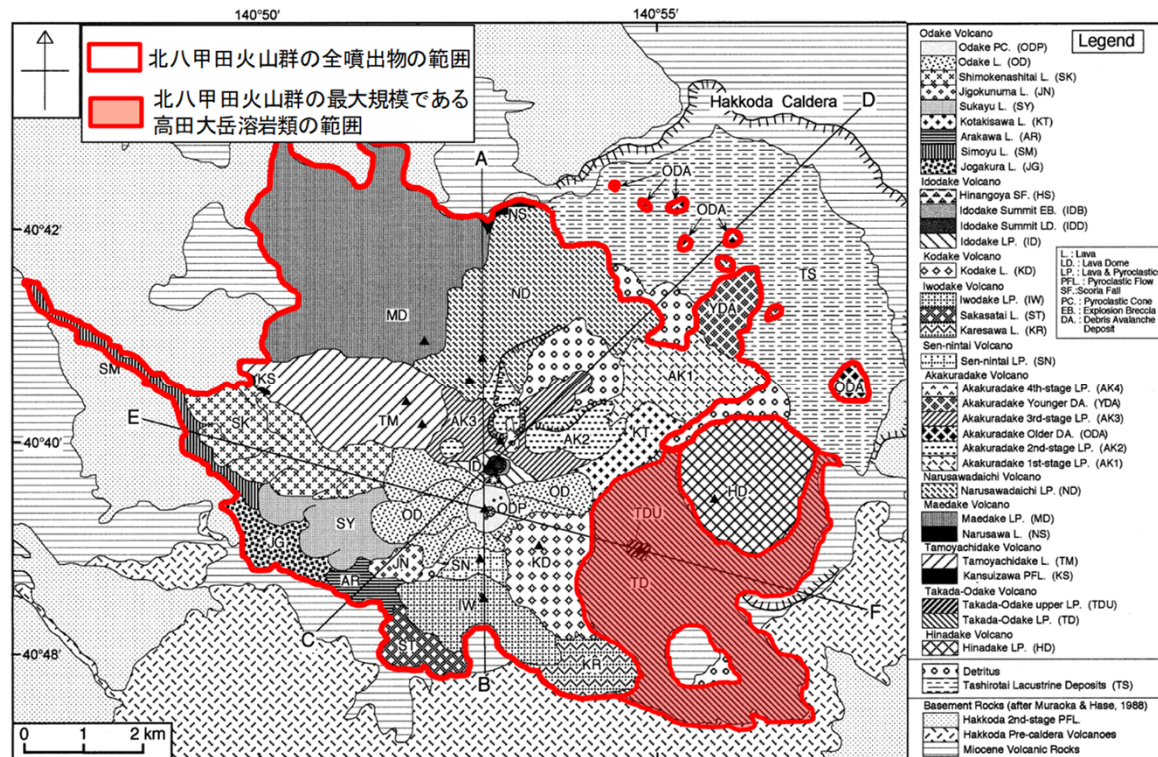 140°50'
140°55'
北八甲田火山群の全噴出物の範囲
北八甲田火山群の最大規模である
高田大岳溶岩類の範囲
Hakkoda Caldera
D
A
ODA
NS
ODA
40°42'
TS
ND
YDA
MD
SM
KS
AK1
ODA
E
TM
AK3
SK
AK2
KT
40°40'
ID
HD
OD
ODP
TDU
SY
OD
JG
JN
SN
KD
TD
AR
IW
F
C
ST
40°48'
KR
B
0 1 2 km
Legend
Odake Volcano
Odake PC. (ODP)
Odake L. (OD)
Shimokenashitai L. (SK)
Jigokunuma L. (JN)
Sukayu L. (SY)
Kotakisawa L. (KT)
Arakawa L. (AR)
Simoyu L. (SM)
Jogakura L. (JG)
Idodake Volcano
Hinangoya SF. (HS)
Idodake Summit EB. (IDB)
Idodake Summit LD. (IDD)
Idodake LP. (ID)
Kodake Volcano
Kodake L. (KD)
Iwodake Volcano
Iwodake LP. (IW)
Sakasatai L. (ST)
Karesawa L. (KR)
Sen-nintai Volcano
Sen-nintai LP. (SN)
Akakuradake Volcano
Akakuradake 4th-stage LP. (AK4)
Akakuradake Younger DA. (YDA)
Akakuradake 3rd-stage LP. (AK3)
Akakuradake Older DA. (ODA)
Akakuradake 2nd-stage LP. (AK2)
Akakuradake 1st-stage LP. (AK1)
Narusawadaichi Volcano
Narusawadaichi LP. (ND)
Maedake Volcano
Maedake LP. (MD)
Narusawa L. (NS)
Tamoyachidake Volcano
Tamoyachidake L. (TM)
Kansuizawa PFL. (KS)
Takada-Odake Volcano
Takada-Odake upper LP. (TDU)
Takada-Odake LP. (TD)
Hinadake Volcano
Hinadake LP. (HD)
Detritus
Tashirotai Lacustrine Deposits (TS)
Basement Rocks (after Muraoka & Hase, 1988)
Hakkoda 2nd-stage PFL.
Hakkoda Pre-caldera Volcanoes
Miocene Volcanic Rocks
L. : Lava
LD. : Lava Dome
LP. : Lava & Pyroclastic
PFL. : Pyroclastic Flow
SF. : Scoria Fall
PC. : Pyroclastic Cone
EB. : Explosion Breccia
DA. : Debris Avalanche
Deposit